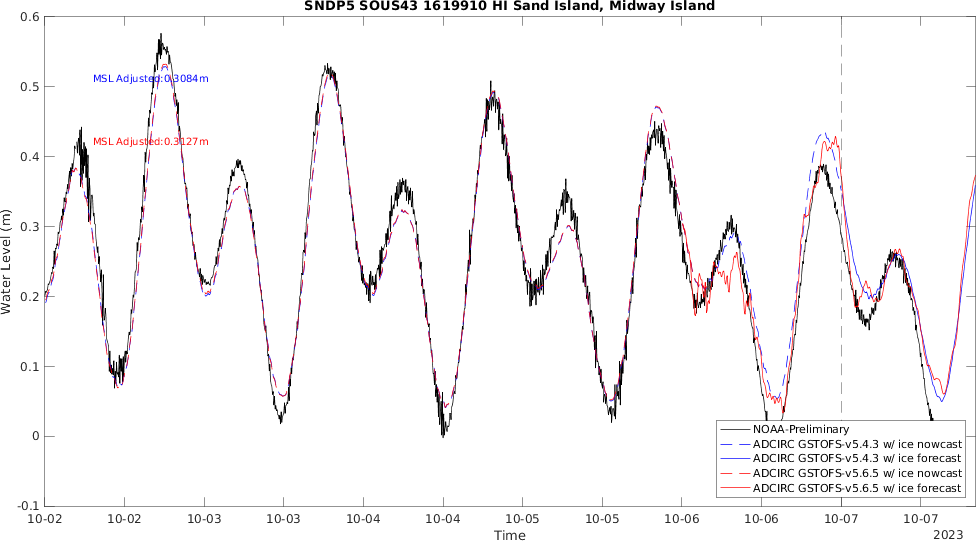 SNDP5 SOUS43 1619910 HI Sand Island, Midway Island
0.6
0.5
0.4
0.3
0.2
0.1
0
-0.1
Water Level (m)
MSL Adjusted:0.3084m
MSL Adjusted:0.3127m
NOAA-Preliminary
ADCIRC GSTOFS-v5.4.3 w/ ice nowcast
ADCIRC GSTOFS-v5.4.3 w/ ice forecast
ADCIRC GSTOFS-v5.6.5 w/ ice nowcast
ADCIRC GSTOFS-v5.6.5 w/ ice forecast
10-02 10-02 10-03 10-03 10-04 10-04 10-05 10-05 10-06 10-06 10-07 10-07
Time
2023